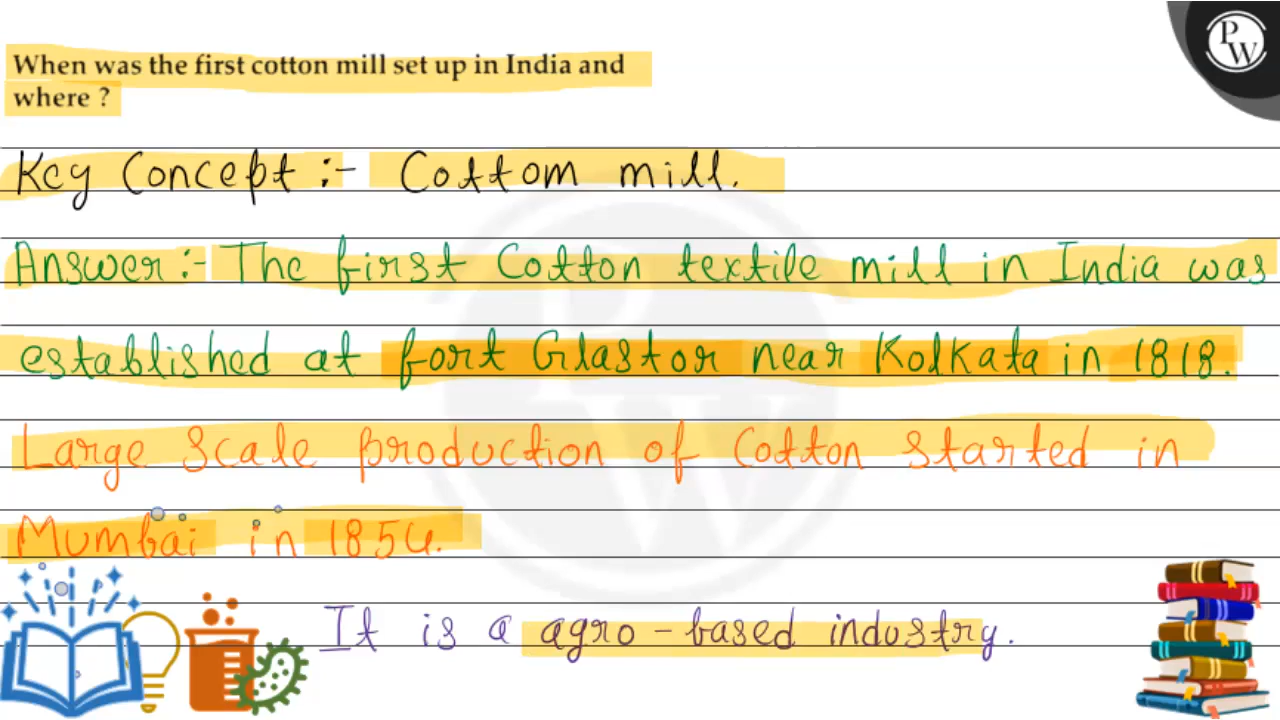 When was the first cotton mill set up in India and
where ?
PW
Key Concept :- Cottom mill.
Answer :- The first Cotton textile mill in India was
established at fort Glastor near Kolkata in 1818.
Large Scale production of Cotton started in
Mumbai in 1854.
It is a agro-based industry.